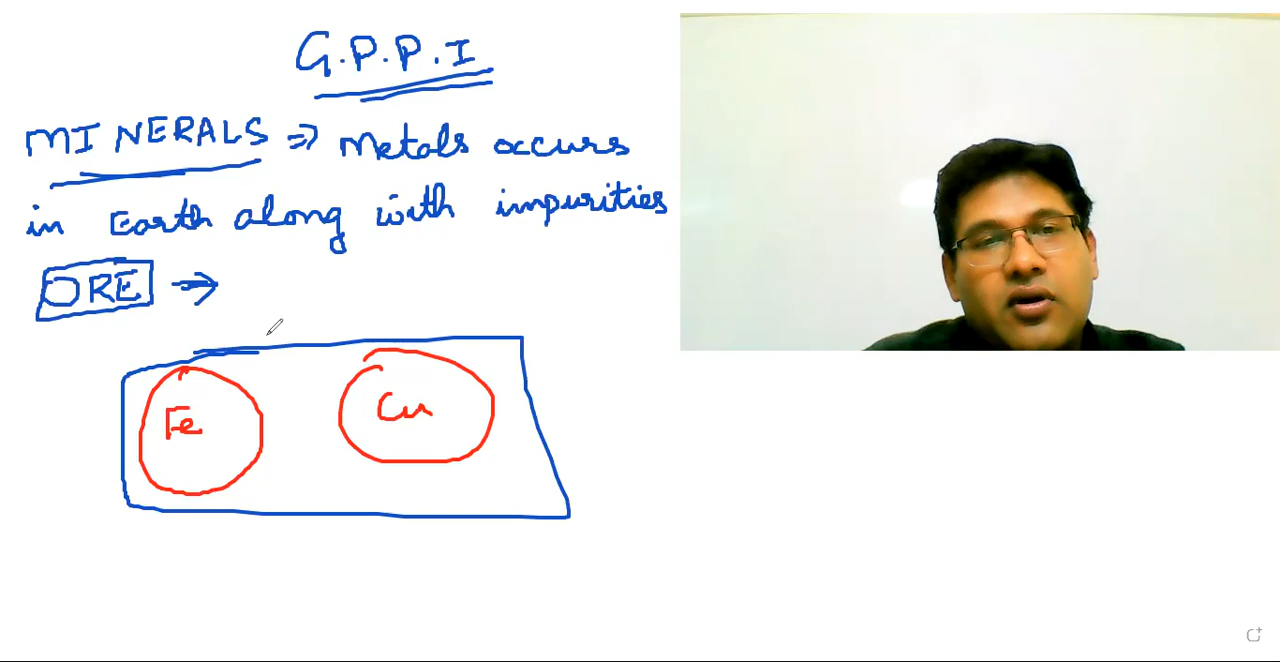 G.P.P.I
MINERALS ⇒ Metals occurs
in Earth along with impurities
ORE →
Fe
Cu